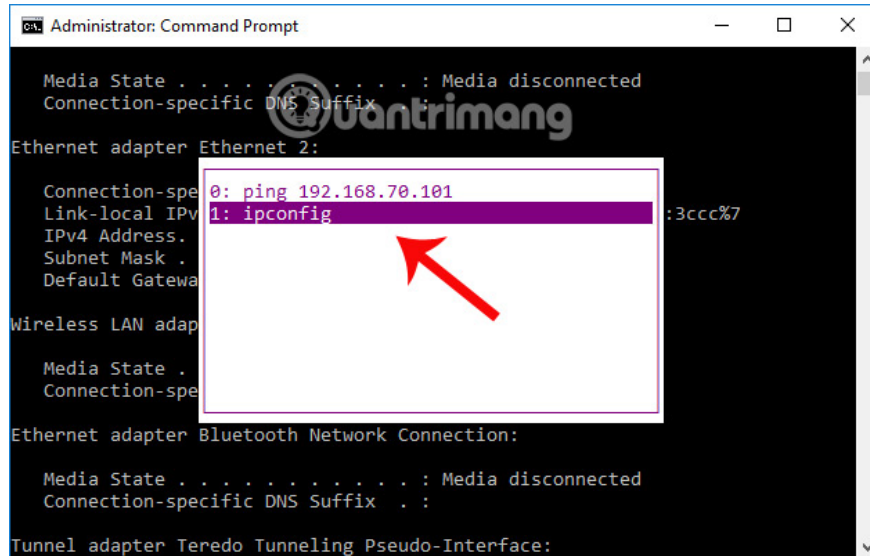 Administrator: Command Prompt
Media State . . . . . . . . . . . : Media disconnected
Connection-specific DNS Suffix . :
Quantrimang
Ethernet adapter Ethernet 2:
Connection-spe
Link-local IPv :3ccc%7
IPv4 Address.
Subnet Mask .
Default Gatewa
0: ping 192.168.70.101
1: ipconfig
Wireless LAN adap
Media State .
Connection-spe
Ethernet adapter Bluetooth Network Connection:
Media State . . . . . . . . . . . : Media disconnected
Connection-specific DNS Suffix  . :
Tunnel adapter Teredo Tunneling Pseudo-Interface: